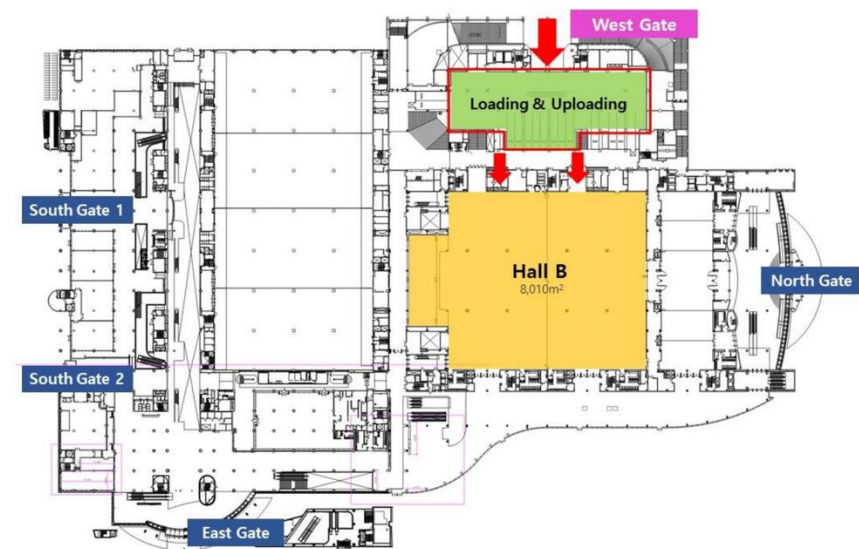 West Gate
Loading & Uploading
South Gate 1
Hall B
8,010m²
North Gate
South Gate 2
East Gate